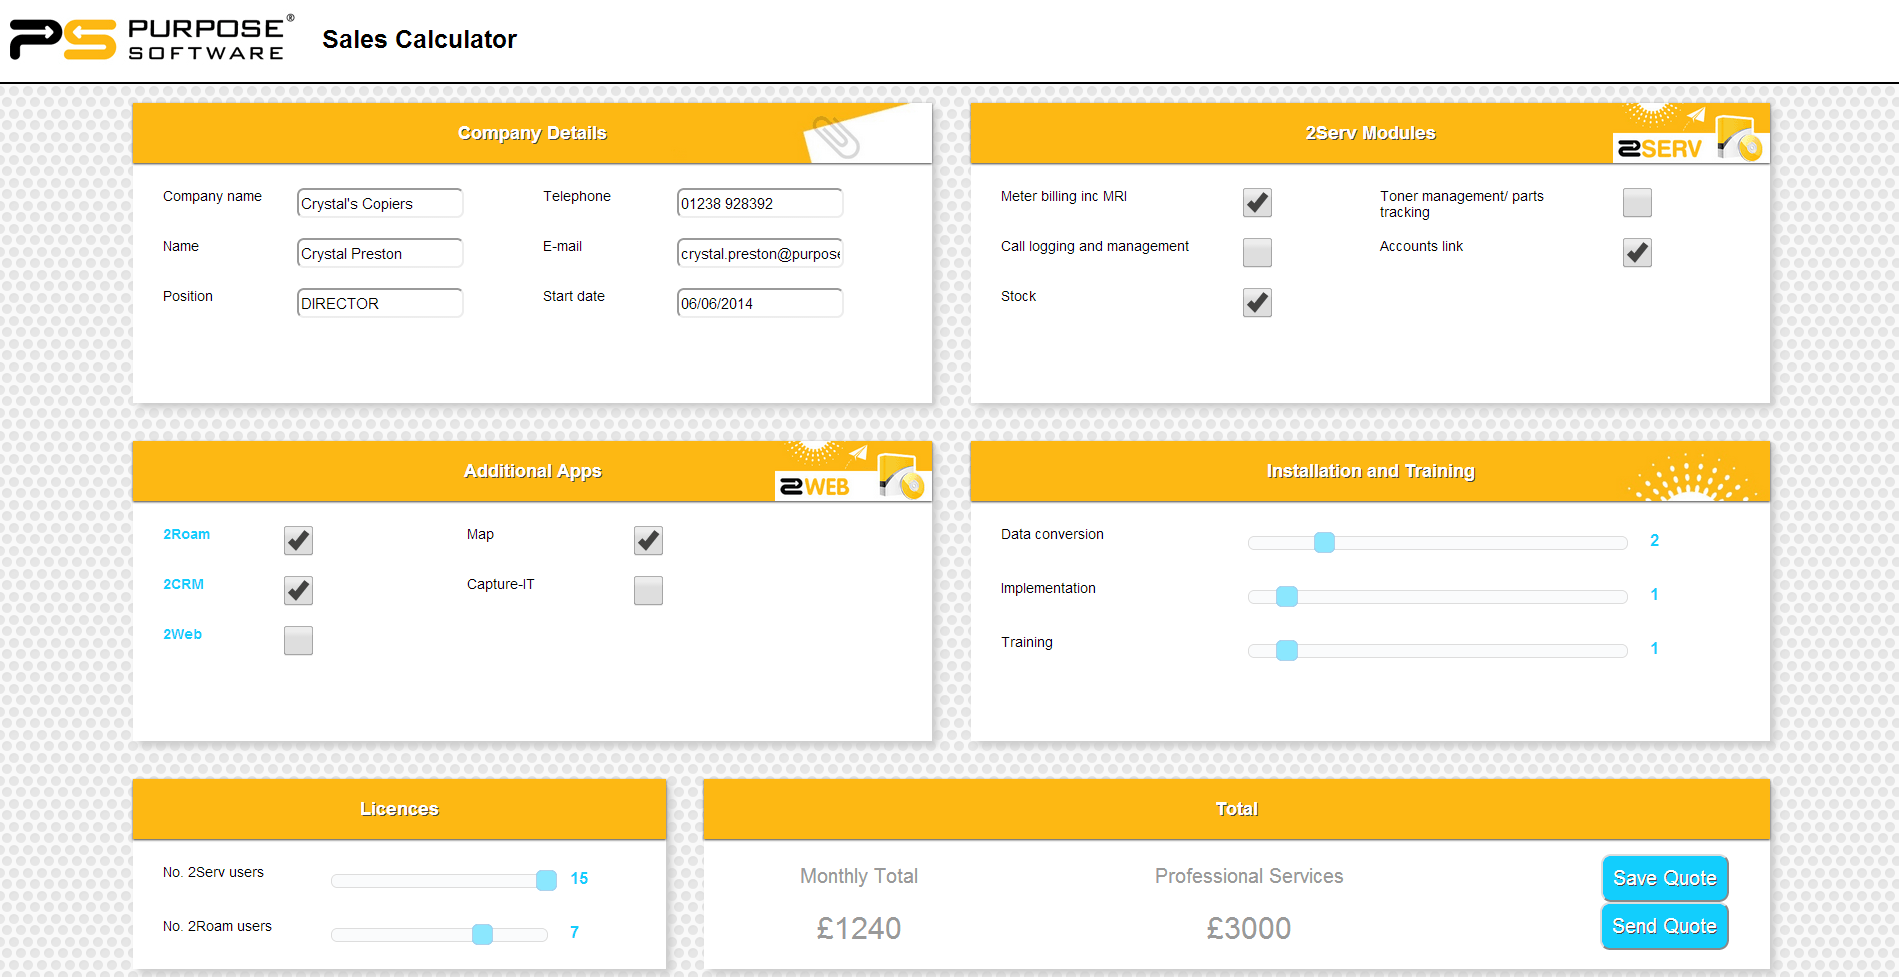 PS PURPOSE®
SOFTWARE
Sales Calculator
Company Details
Company name
Crystal's Copiers
Telephone
01238 928392
Name
Crystal Preston
E-mail
crystal.preston@purpose
Position
DIRECTOR
Start date
06/06/2014
2Serv Modules
2SERV
Meter billing inc MRI
Toner management/ parts
tracking
Call logging and management
Accounts link
Stock
Additional Apps
2WEB
2Roam
Map
2CRM
Capture-IT
2Web
Installation and Training
Data conversion
2
Implementation
1
Training
1
Licences
No. 2Serv users
15
No. 2Roam users
7
Total
Monthly Total
£1240
Professional Services
£3000
Save Quote
Send Quote